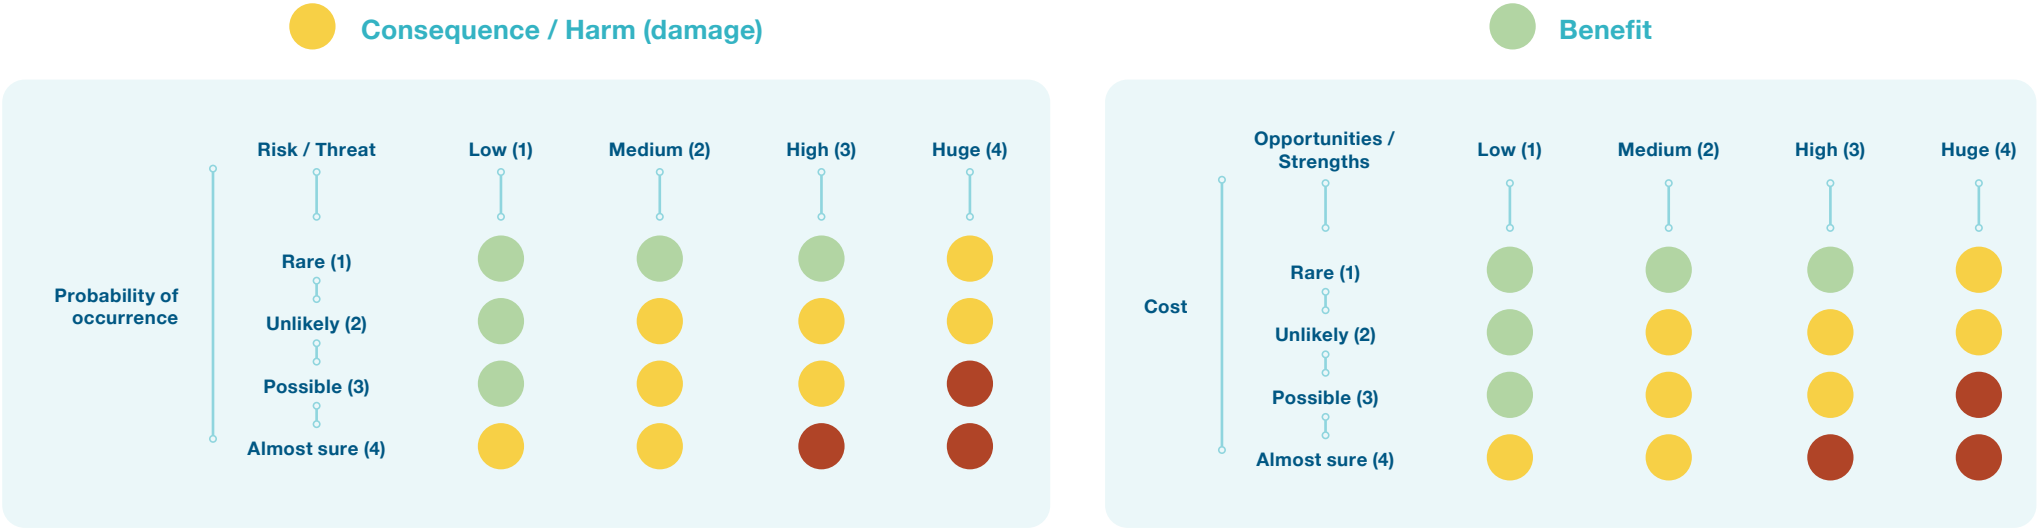 Consequence / Harm (damage)
Risk / Threat
Low (1)
Medium (2)
High (3)
Huge (4)
Probability of
occurrence
Rare (1)
Unlikely (2)
Possible (3)
Almost sure (4)
Benefit
Opportunities /
Strengths
Low (1)
Medium (2)
High (3)
Huge (4)
Cost
Rare (1)
Unlikely (2)
Possible (3)
Almost sure (4)